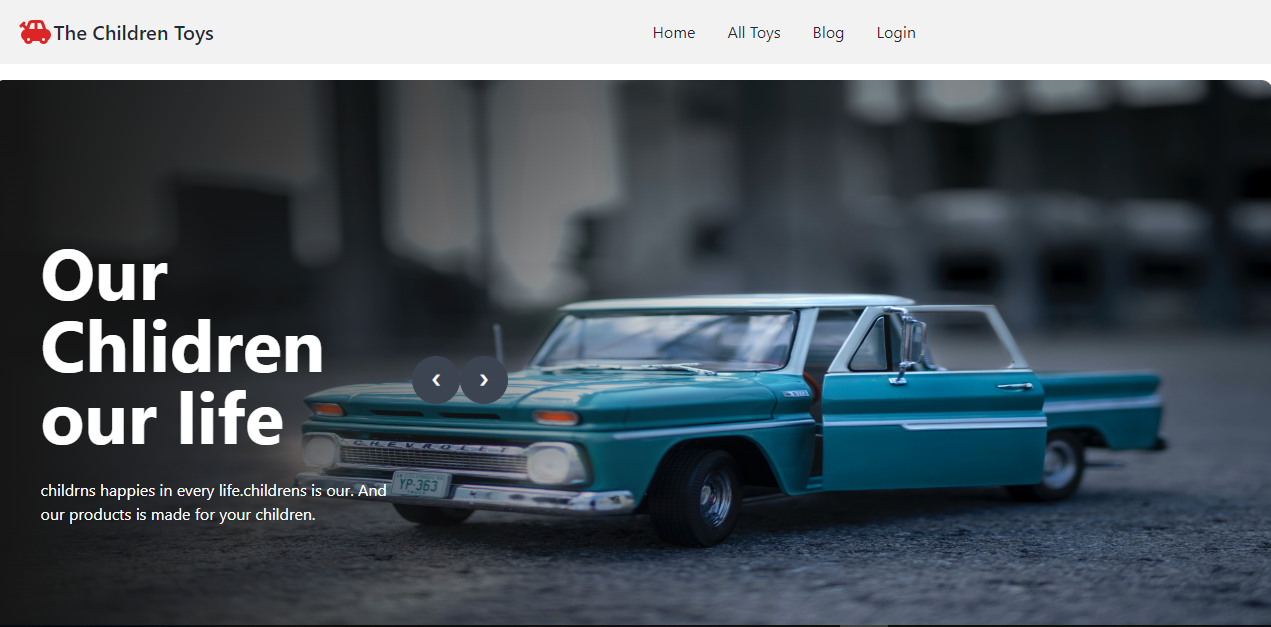 The Children Toys
Home All Toys Blog Login
Our
Chlidren
our life
childrns happies in every life.childrens is our. And
our products is made for your children.
CHEVROLET
YP-363